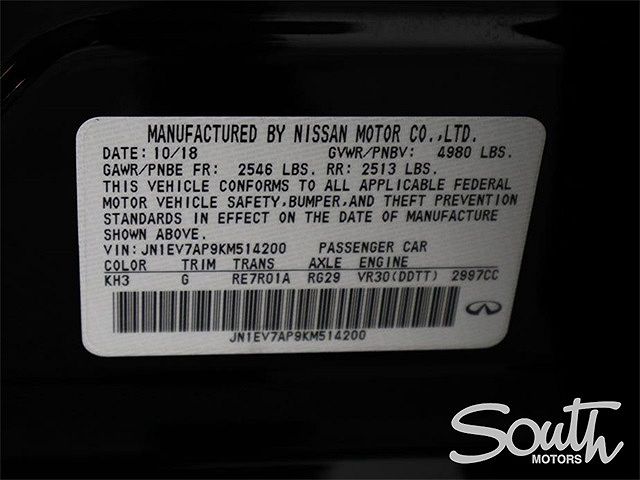 MANUFACTURED BY NISSAN MOTOR CO.,LTD.
DATE: 10/18 GVWR/PNBV: 4980 LBS.
GAWR/PNBE FR: 2546 LBS. RR: 2513 LBS.
THIS VEHICLE CONFORMS TO ALL APPLICABLE FEDERAL
MOTOR VEHICLE SAFETY,BUMPER,AND THEFT PREVENTION
STANDARDS IN EFFECT ON THE DATE OF MANUFACTURE
SHOWN ABOVE.
VIN: JN1EV7AP9KM514200 PASSENGER CAR
COLOR TRIM TRANS AXLE ENGINE
KH3 G RE7R01A RG29 VR30(DDTT) 2997CC
JN1EV7AP9KM514200
South
MOTORS